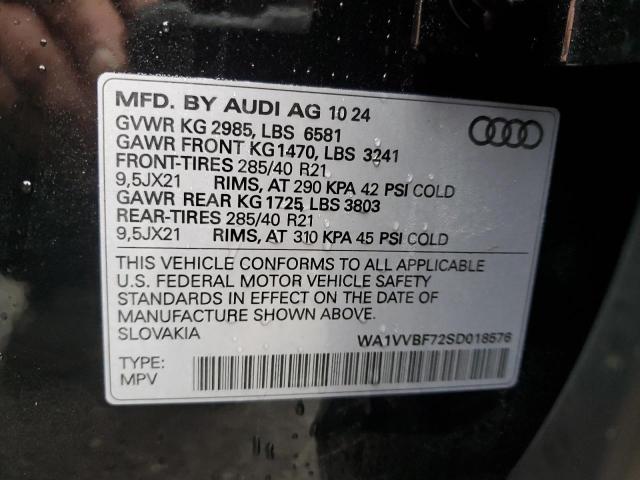 MFD. BY AUDI AG 10 24
GVWR KG 2985, LBS 6581
GAWR FRONT KG1470, LBS 3241
FRONT-TIRES 285/40 R21
9,5JX21 RIMS, AT 290 KPA 42 PSI COLD
GAWR REAR KG 1725, LBS 3803
REAR-TIRES 285/40 R21
9,5JX21 RIMS, AT 310 KPA 45 PSI COLD
THIS VEHICLE CONFORMS TO ALL APPLICABLE
U.S. FEDERAL MOTOR VEHICLE SAFETY
STANDARDS IN EFFECT ON THE DATE OF
MANUFACTURE SHOWN ABOVE.
SLOVAKIA WA1VVBF72SD018576
TYPE:
MPV